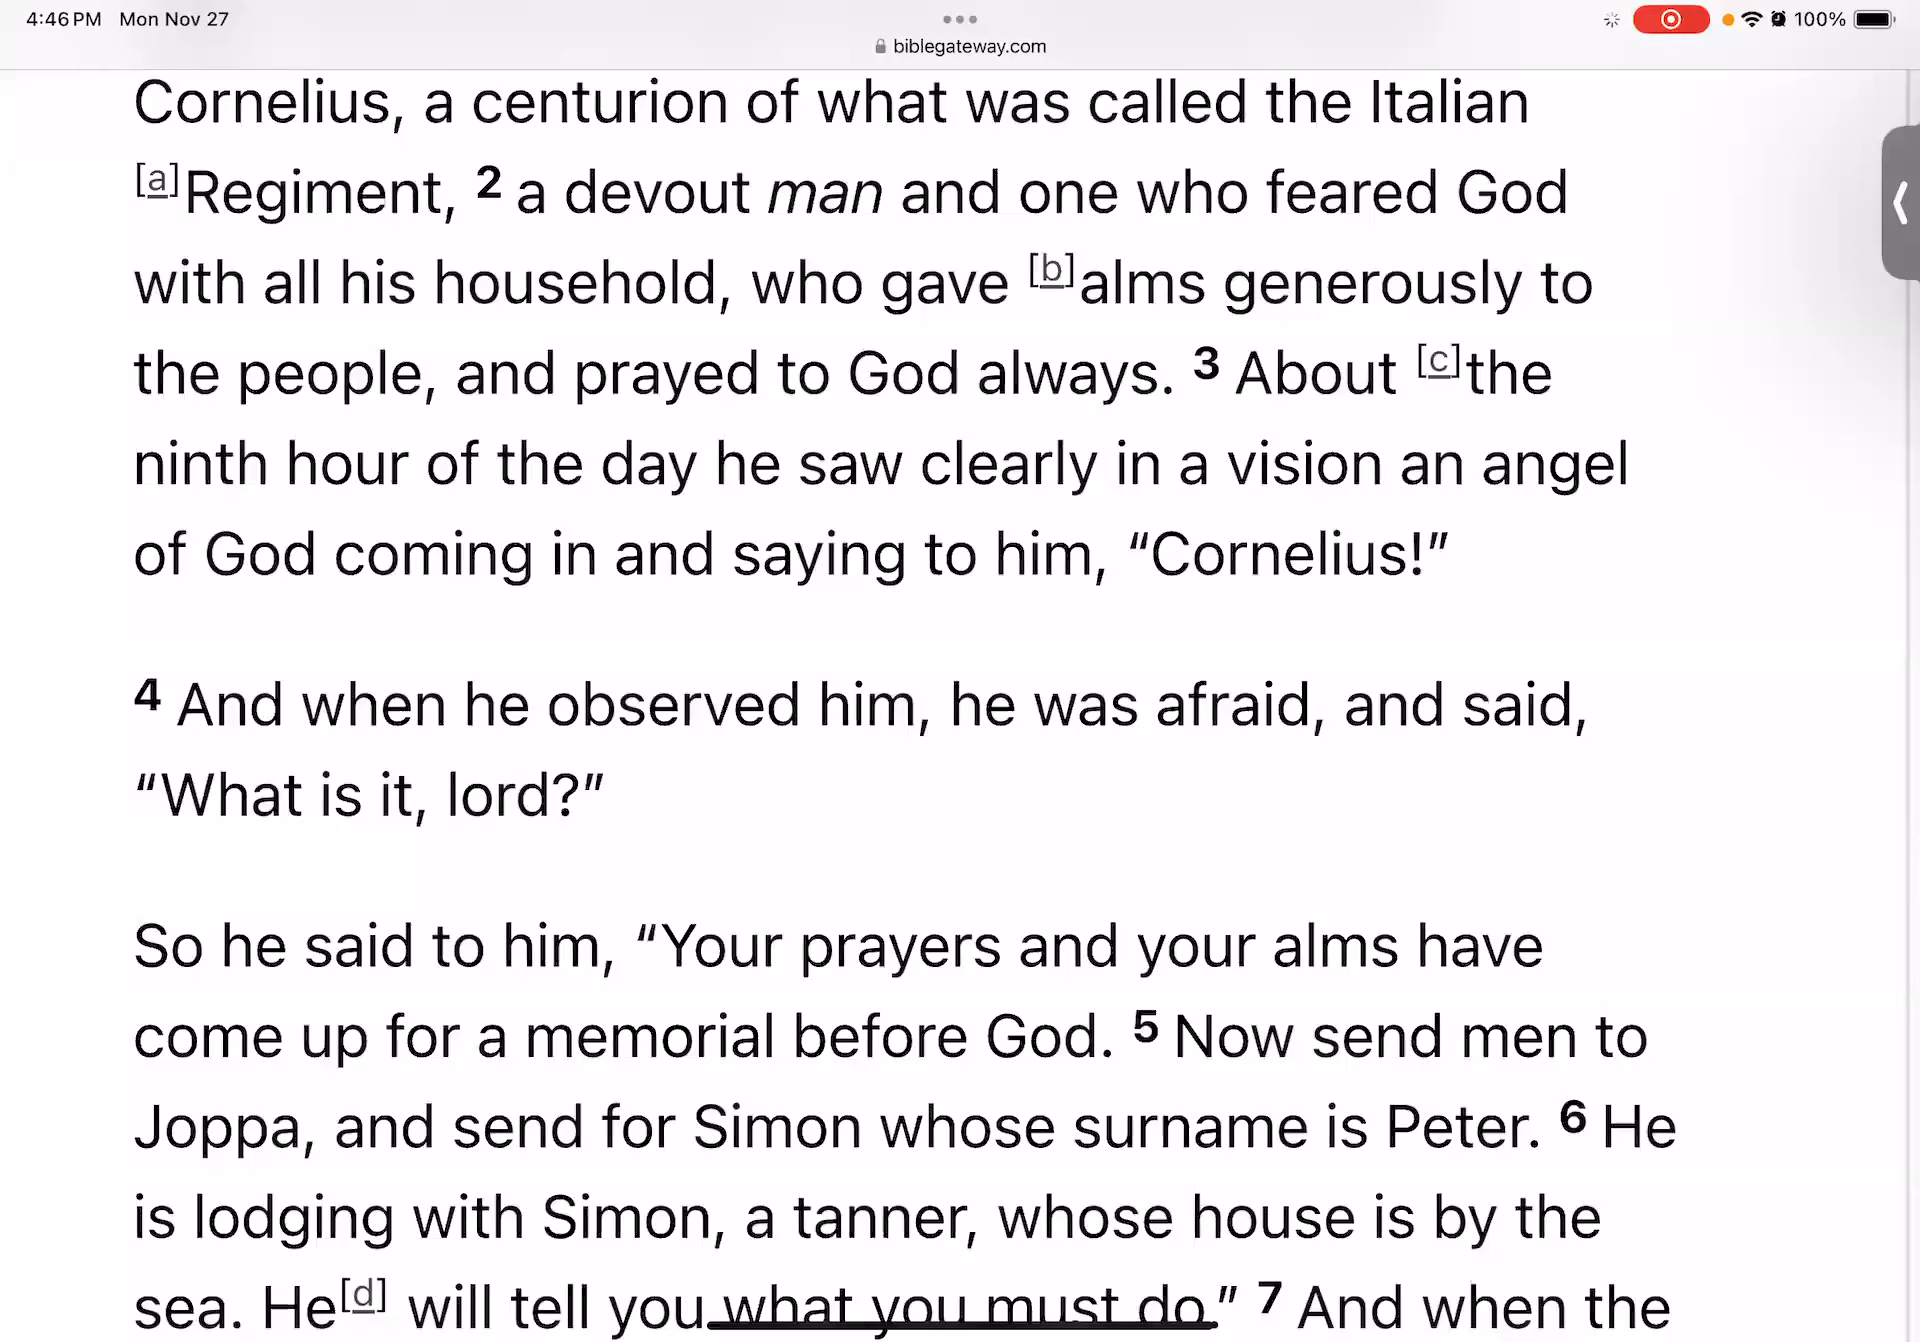 4:46 PM Mon Nov 27
100%
biblegateway.com
Cornelius, a centurion of what was called the Italian
[a]Regiment, 2 a devout man and one who feared God
with all his household, who gave [b]alms generously to
the people, and prayed to God always. 3 About [c]the
ninth hour of the day he saw clearly in a vision an angel
of God coming in and saying to him, “Cornelius!”
4 And when he observed him, he was afraid, and said,
“What is it, lord?”
So he said to him, “Your prayers and your alms have
come up for a memorial before God. 5 Now send men to
Joppa, and send for Simon whose surname is Peter. 6 He
is lodging with Simon, a tanner, whose house is by the
sea. He[d] will tell you what you must do.” 7 And when the